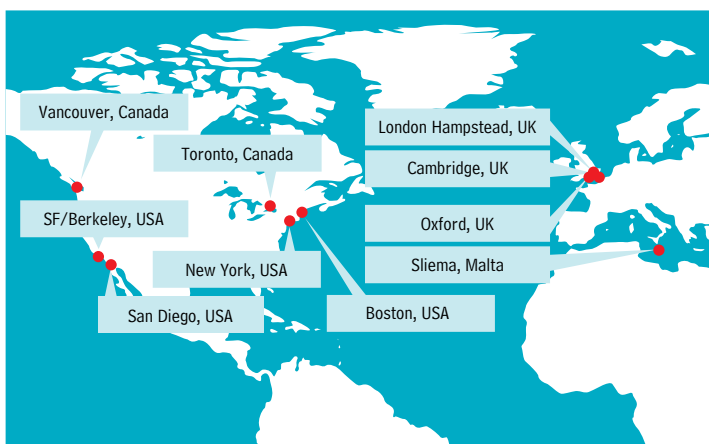 Vancouver, Canada
London Hampstead, UK
Toronto, Canada
Cambridge, UK
SF/Berkeley, USA
Oxford, UK
New York, USA
Sliema, Malta
San Diego, USA
Boston, USA